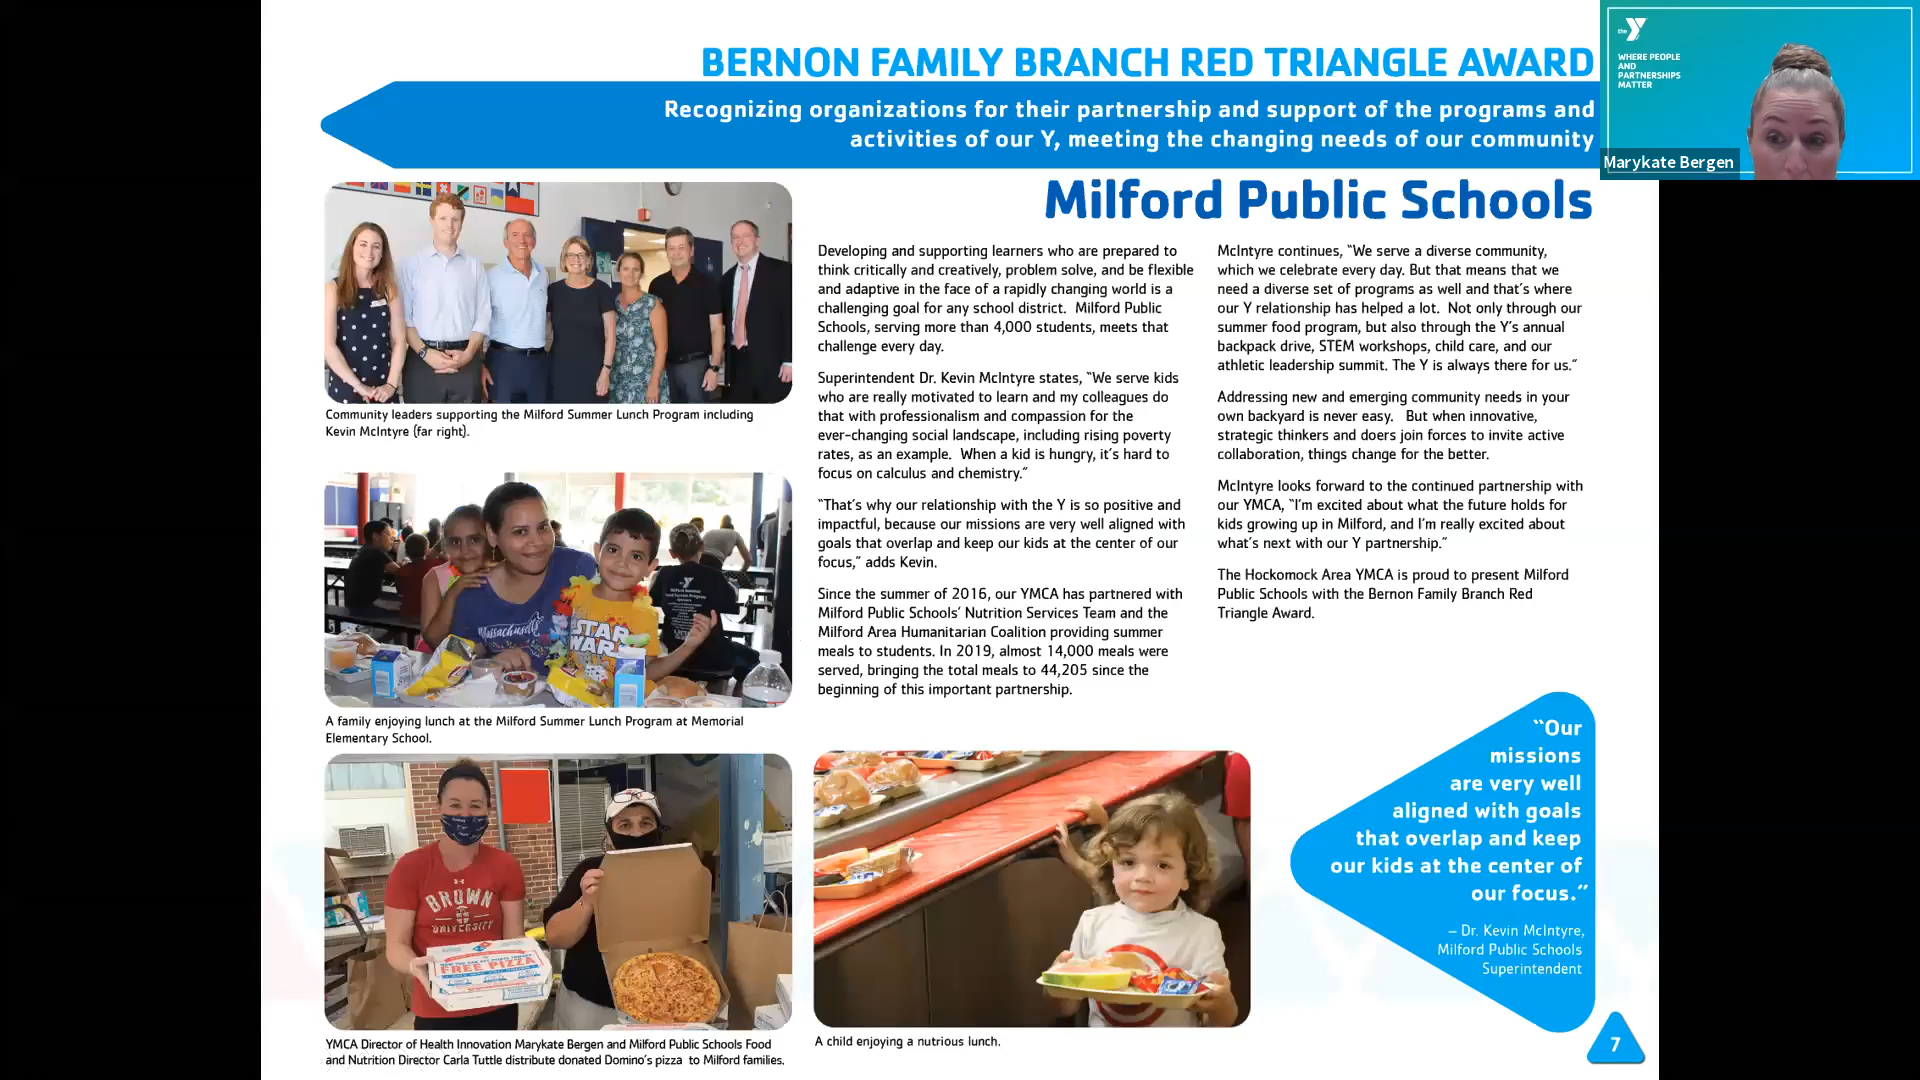 BERNON FAMILY BRANCH RED TRIANGLE AWARD
Recognizing organizations for their partnership and support of the programs and
activities of our Y, meeting the changing needs of our community
the Y
WHERE PEOPLE
AND
PARTNERSHIPS
MATTER
Marykate Bergen
Milford Public Schools
Community leaders supporting the Milford Summer Lunch Program including
Kevin McIntyre (far right).
Massachusetts
STAR
WARS
A family enjoying lunch at the Milford Summer Lunch Program at Memorial
Elementary School.
BROWN
UNIVERSITY
FREE PIZZA
YMCA Director of Health Innovation Marykate Bergen and Milford Public Schools Food
and Nutrition Director Carla Tuttle distribute donated Domino's pizza  to Milford families.
Developing and supporting learners who are prepared to
think critically and creatively, problem solve, and be flexible
and adaptive in the face of a rapidly changing world is a
challenging goal for any school district.  Milford Public
Schools, serving more than 4,000 students, meets that
challenge every day.
Superintendent Dr. Kevin McIntyre states, “We serve kids
who are really motivated to learn and my colleagues do
that with professionalism and compassion for the
ever-changing social landscape, including rising poverty
rates, as an example.  When a kid is hungry, it's hard to
focus on calculus and chemistry.”
“That's why our relationship with the Y is so positive and
impactful, because our missions are very well aligned with
goals that overlap and keep our kids at the center of our
focus,” adds Kevin.
Since the summer of 2016, our YMCA has partnered with
Milford Public Schools' Nutrition Services Team and the
Milford Area Humanitarian Coalition providing summer
meals to students. In 2019, almost 14,000 meals were
served, bringing the total meals to 44,205 since the
beginning of this important partnership.
A child enjoying a nutrious lunch.
McIntyre continues, “We serve a diverse community,
which we celebrate every day. But that means that we
need a diverse set of programs as well and that's where
our Y relationship has helped a lot.  Not only through our
summer food program, but also through the Y's annual
backpack drive, STEM workshops, child care, and our
athletic leadership summit. The Y is always there for us.”
Addressing new and emerging community needs in your
own backyard is never easy.   But when innovative,
strategic thinkers and doers join forces to invite active
collaboration, things change for the better.
McIntyre looks forward to the continued partnership with
our YMCA, “I'm excited about what the future holds for
kids growing up in Milford, and I'm really excited about
what's next with our Y partnership.”
The Hockomock Area YMCA is proud to present Milford
Public Schools with the Bernon Family Branch Red
Triangle Award.
“Our
missions
are very well
aligned with goals
that overlap and keep
our kids at the center of
our focus.”
– Dr. Kevin McIntyre,
Milford Public Schools
Superintendent
7